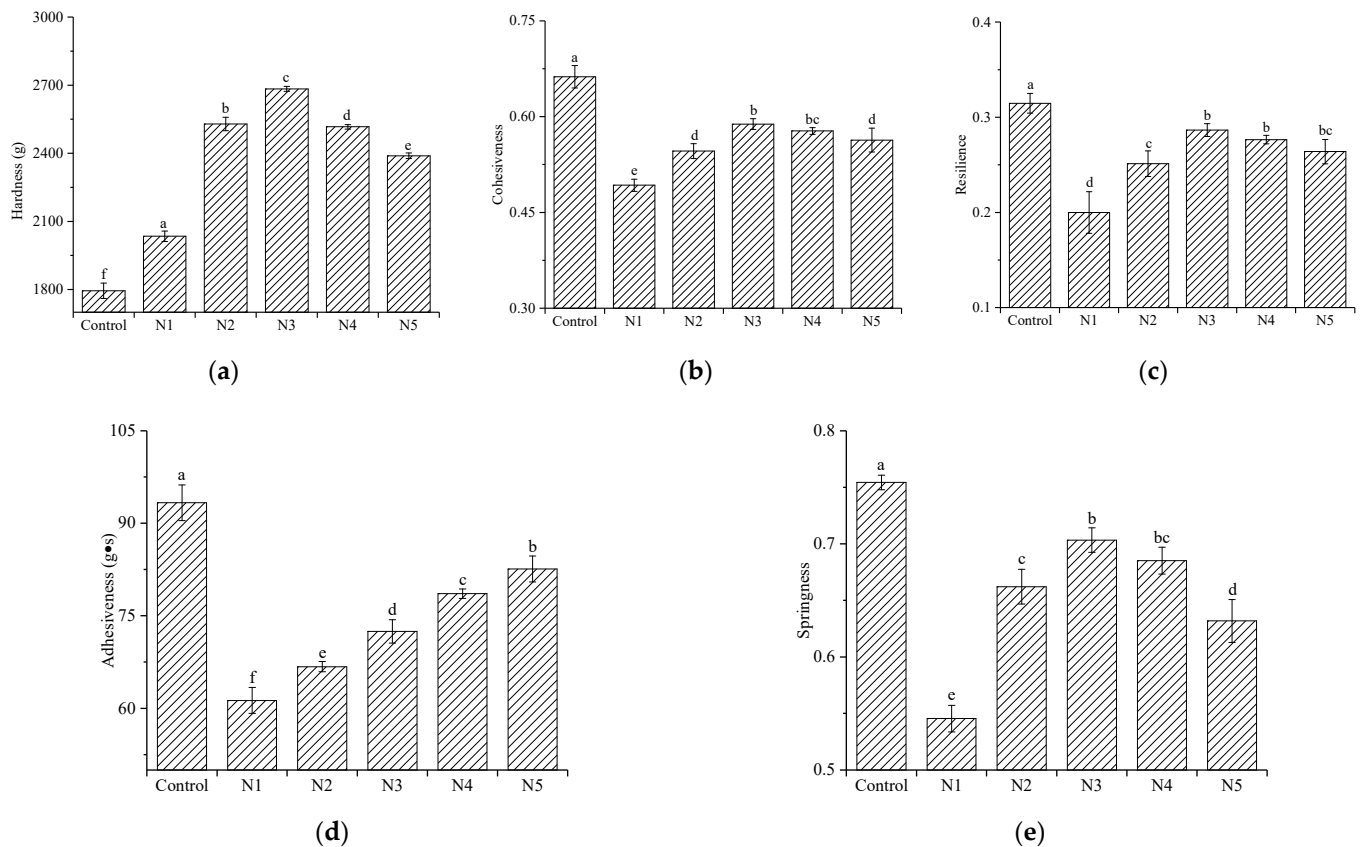 Hardness (g)
3000
2700
2400
2100
1800
f
a
b
c
d
e
Control N1 N2 N3 N4 N5
(a)
Cohesiveness
0.75
0.60
0.45
0.30
a
e
d
b
bc
d
Control N1 N2 N3 N4 N5
(b)
Resilience
0.4
0.3
0.2
0.1
a
d
c
b
b
bc
Control N1 N2 N3 N4 N5
(c)
Adhesiveness (g●s)
105
90
75
60
a
f
e
d
c
b
Control N1 N2 N3 N4 N5
(d)
Springness
0.8
0.7
0.6
0.5
a
e
c
b
bc
d
Control N1 N2 N3 N4 N5
(e)